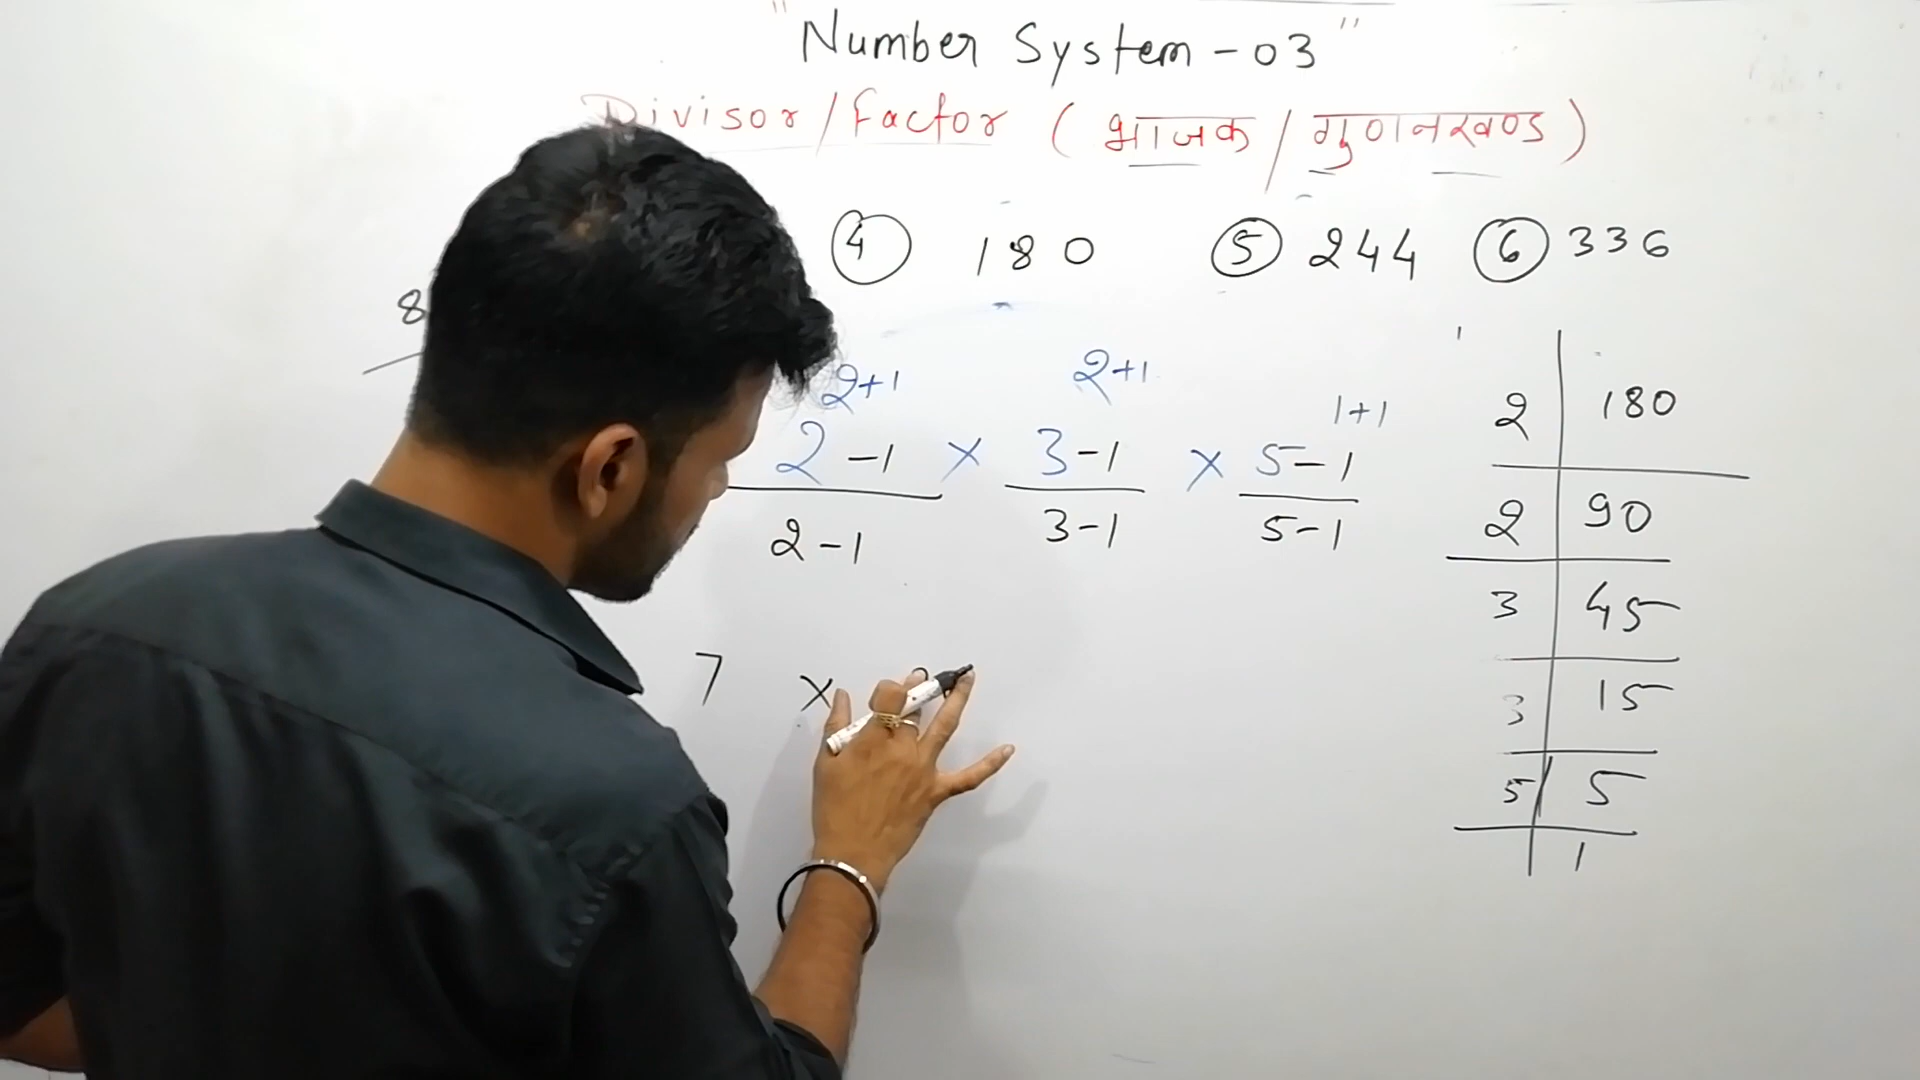 "Number System - 03"
Divisor / Factor ( भाजक / गुणनखण्ड )
④ 180 ⑤ 244 ⑥ 336
8
2+1 2+1 1+1
2 - 1 × 3 - 1 × 5 - 1
2 - 1 3 - 1 5 - 1
7 ×
2 180
2 90
3 45
3 15
5 5
1